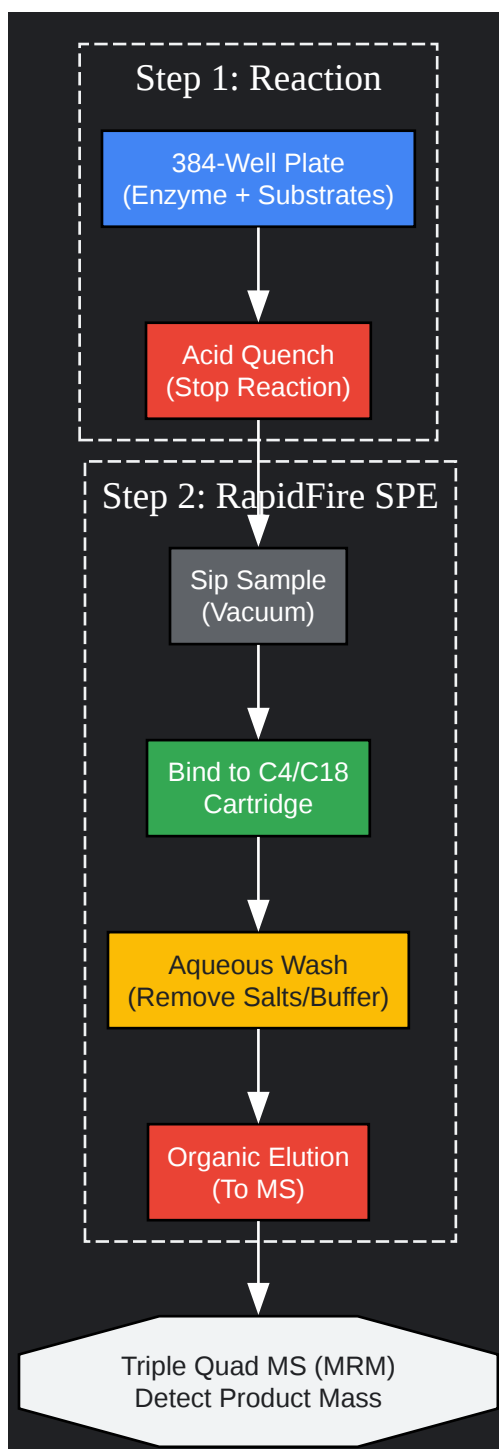 Step 1: Reaction
384-Well Plate
(Enzyme + Substrates)
Acid Quench
(Stop Reaction)
Step 2: RapidFire SPE
Sip Sample
(Vacuum)
Bind to C4/C18
Cartridge
Aqueous Wash
(Remove Salts/Buffer)
Organic Elution
(To MS)
Triple Quad MS (MRM)
Detect Product Mass